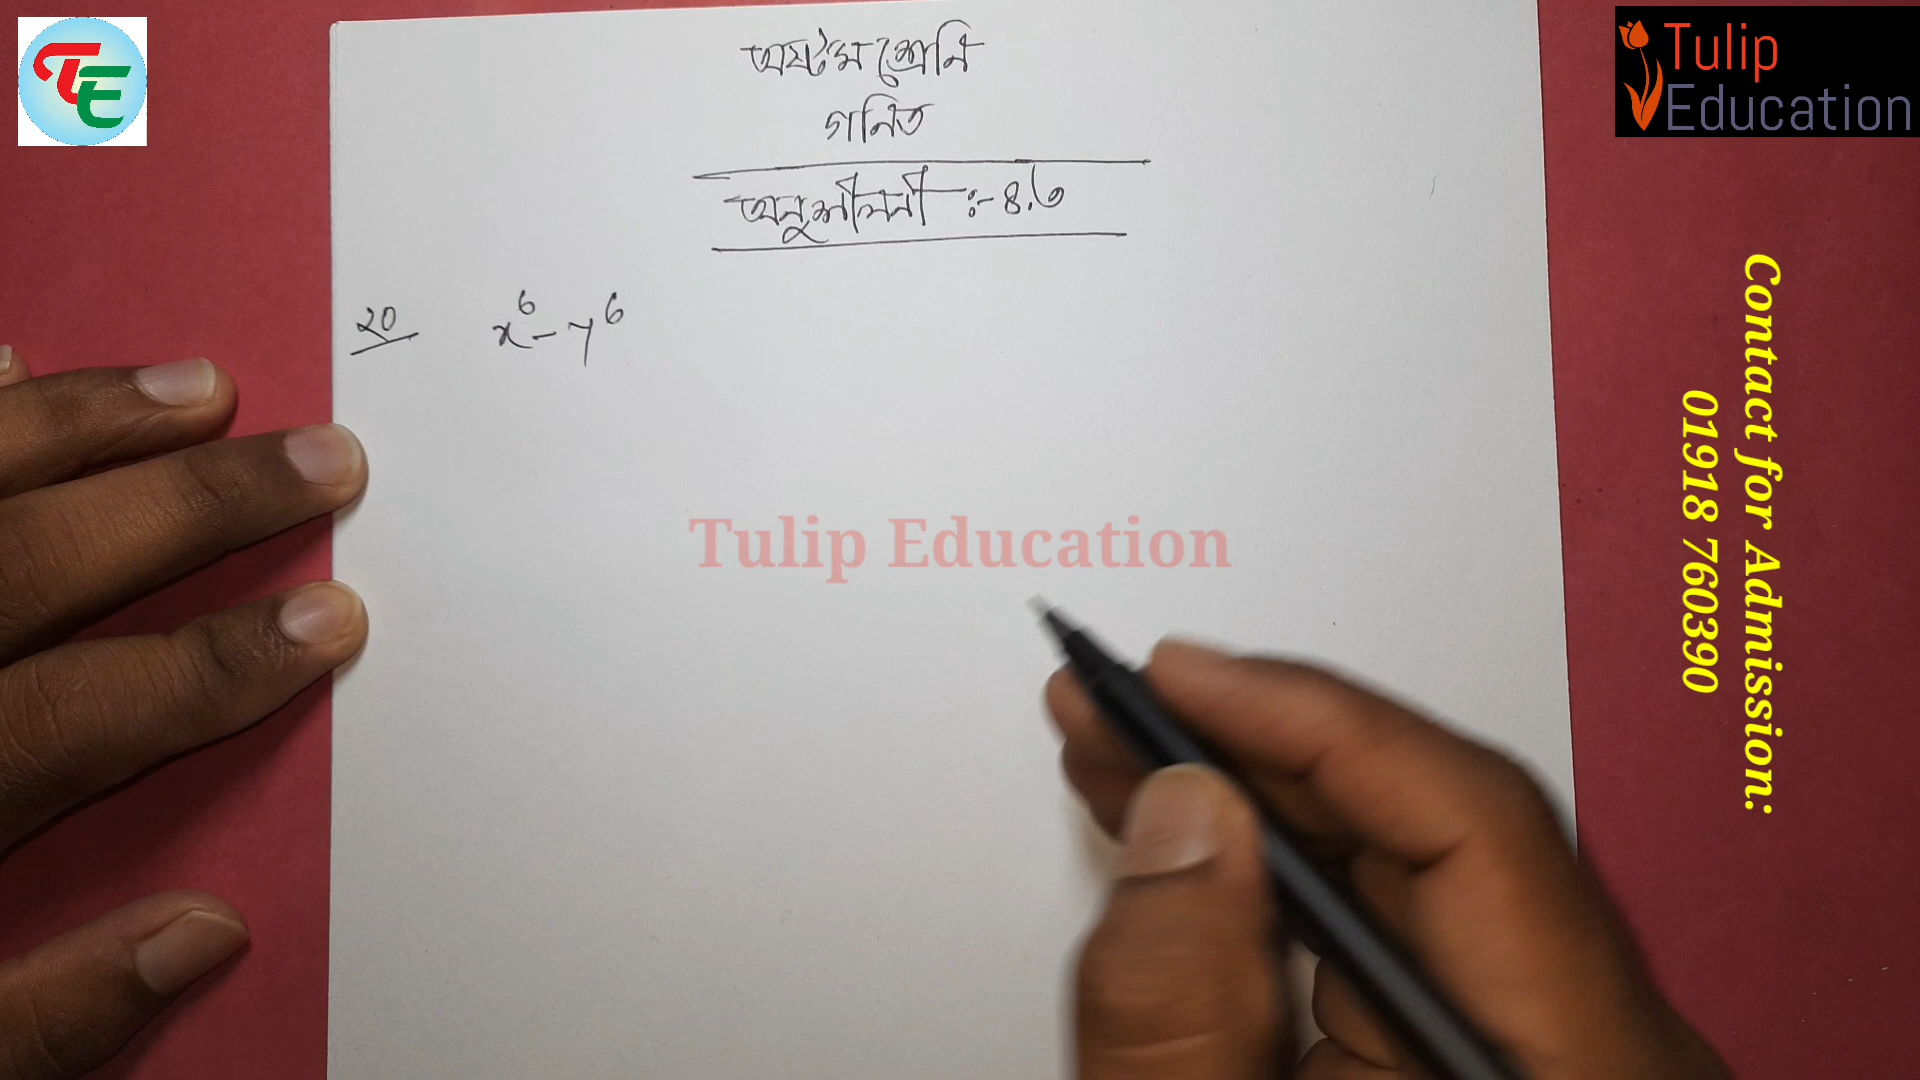 TE
Tulip
Education
অষ্টম শ্রেনি
গনিত
অনুশীলনী :- ৪.৩
২০ x⁶ - y⁶
Tulip Education
Contact for Admission:
01918 760390